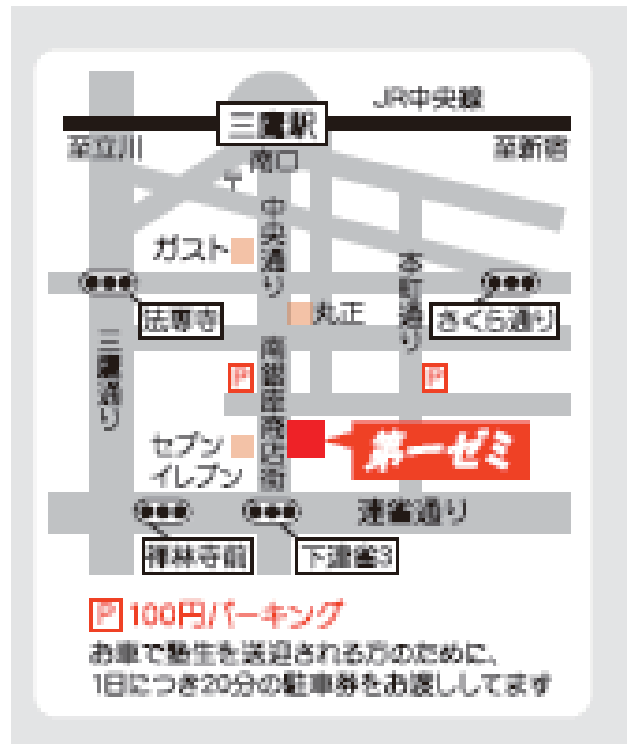 JR中央線
三鷹駅
至立川
至新宿
南口
〒
中央通り
ガスト
本町通り
法専寺
丸正
さくら通り
三鷹通り
P
P
南銀座商店街
セブン
イレブン
第一ゼミ
連雀通り
禅林寺前
下連雀3
P 100円パーキング
お車で塾生を送迎される方のために、
1日につき20分の駐車券をお渡ししてます